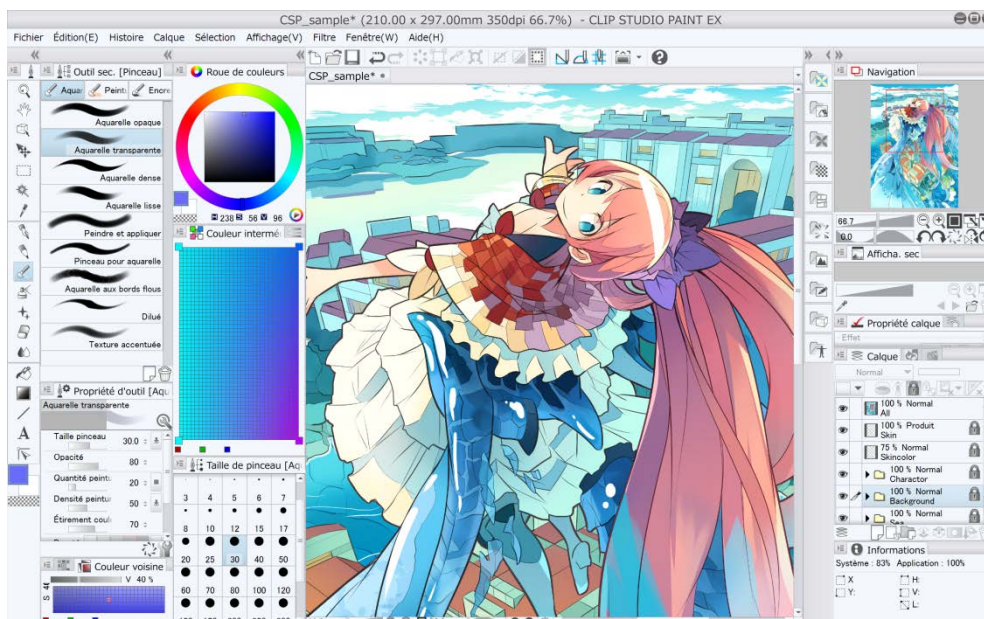 CSP_sample* (210.00 x 297.00mm 350dpi 66.7%) - CLIP STUDIO PAINT EX
Fichier Édition(E) Histoire Calque Sélection Affichage(V) Filtre Fenêtre(W) Aide(H)
Outil sec. [Pinceau]
Aqua
Peint
Encre
Aquarelle opaque
Aquarelle transparente
Aquarelle dense
Aquarelle lisse
Peindre et appliquer
Pinceau pour aquarelle
Aquarelle aux bords flous
Dilué
Texture accentuée
Propriété d'outil [Aqu
Aquarelle transparente
Taille pinceau 30.0
Opacité 80
Quantité peint 20
Densité peintur 50
Étirement coul 70
Couleur voisine
V 40 %
Roue de couleurs
H 238 S 56 V 96
Couleur intermé
Taille de pinceau [Aq
3 4 5 6 7
8 10 12 15 17
20 25 30 40 50
60 70 80 100 120
CSP_sample*
Navigation
66.7
0.0
Afficha. sec
Propriété calque
Effet
Calque
Normal
100 % Normal
All
100 % Produit
Skin
75 % Normal
Skincolor
100 % Normal
Charactor
100 % Normal
Background
100 % Normal
Sea
Informations
Système : 83% Application : 100%
X H:
Y: V:
L: